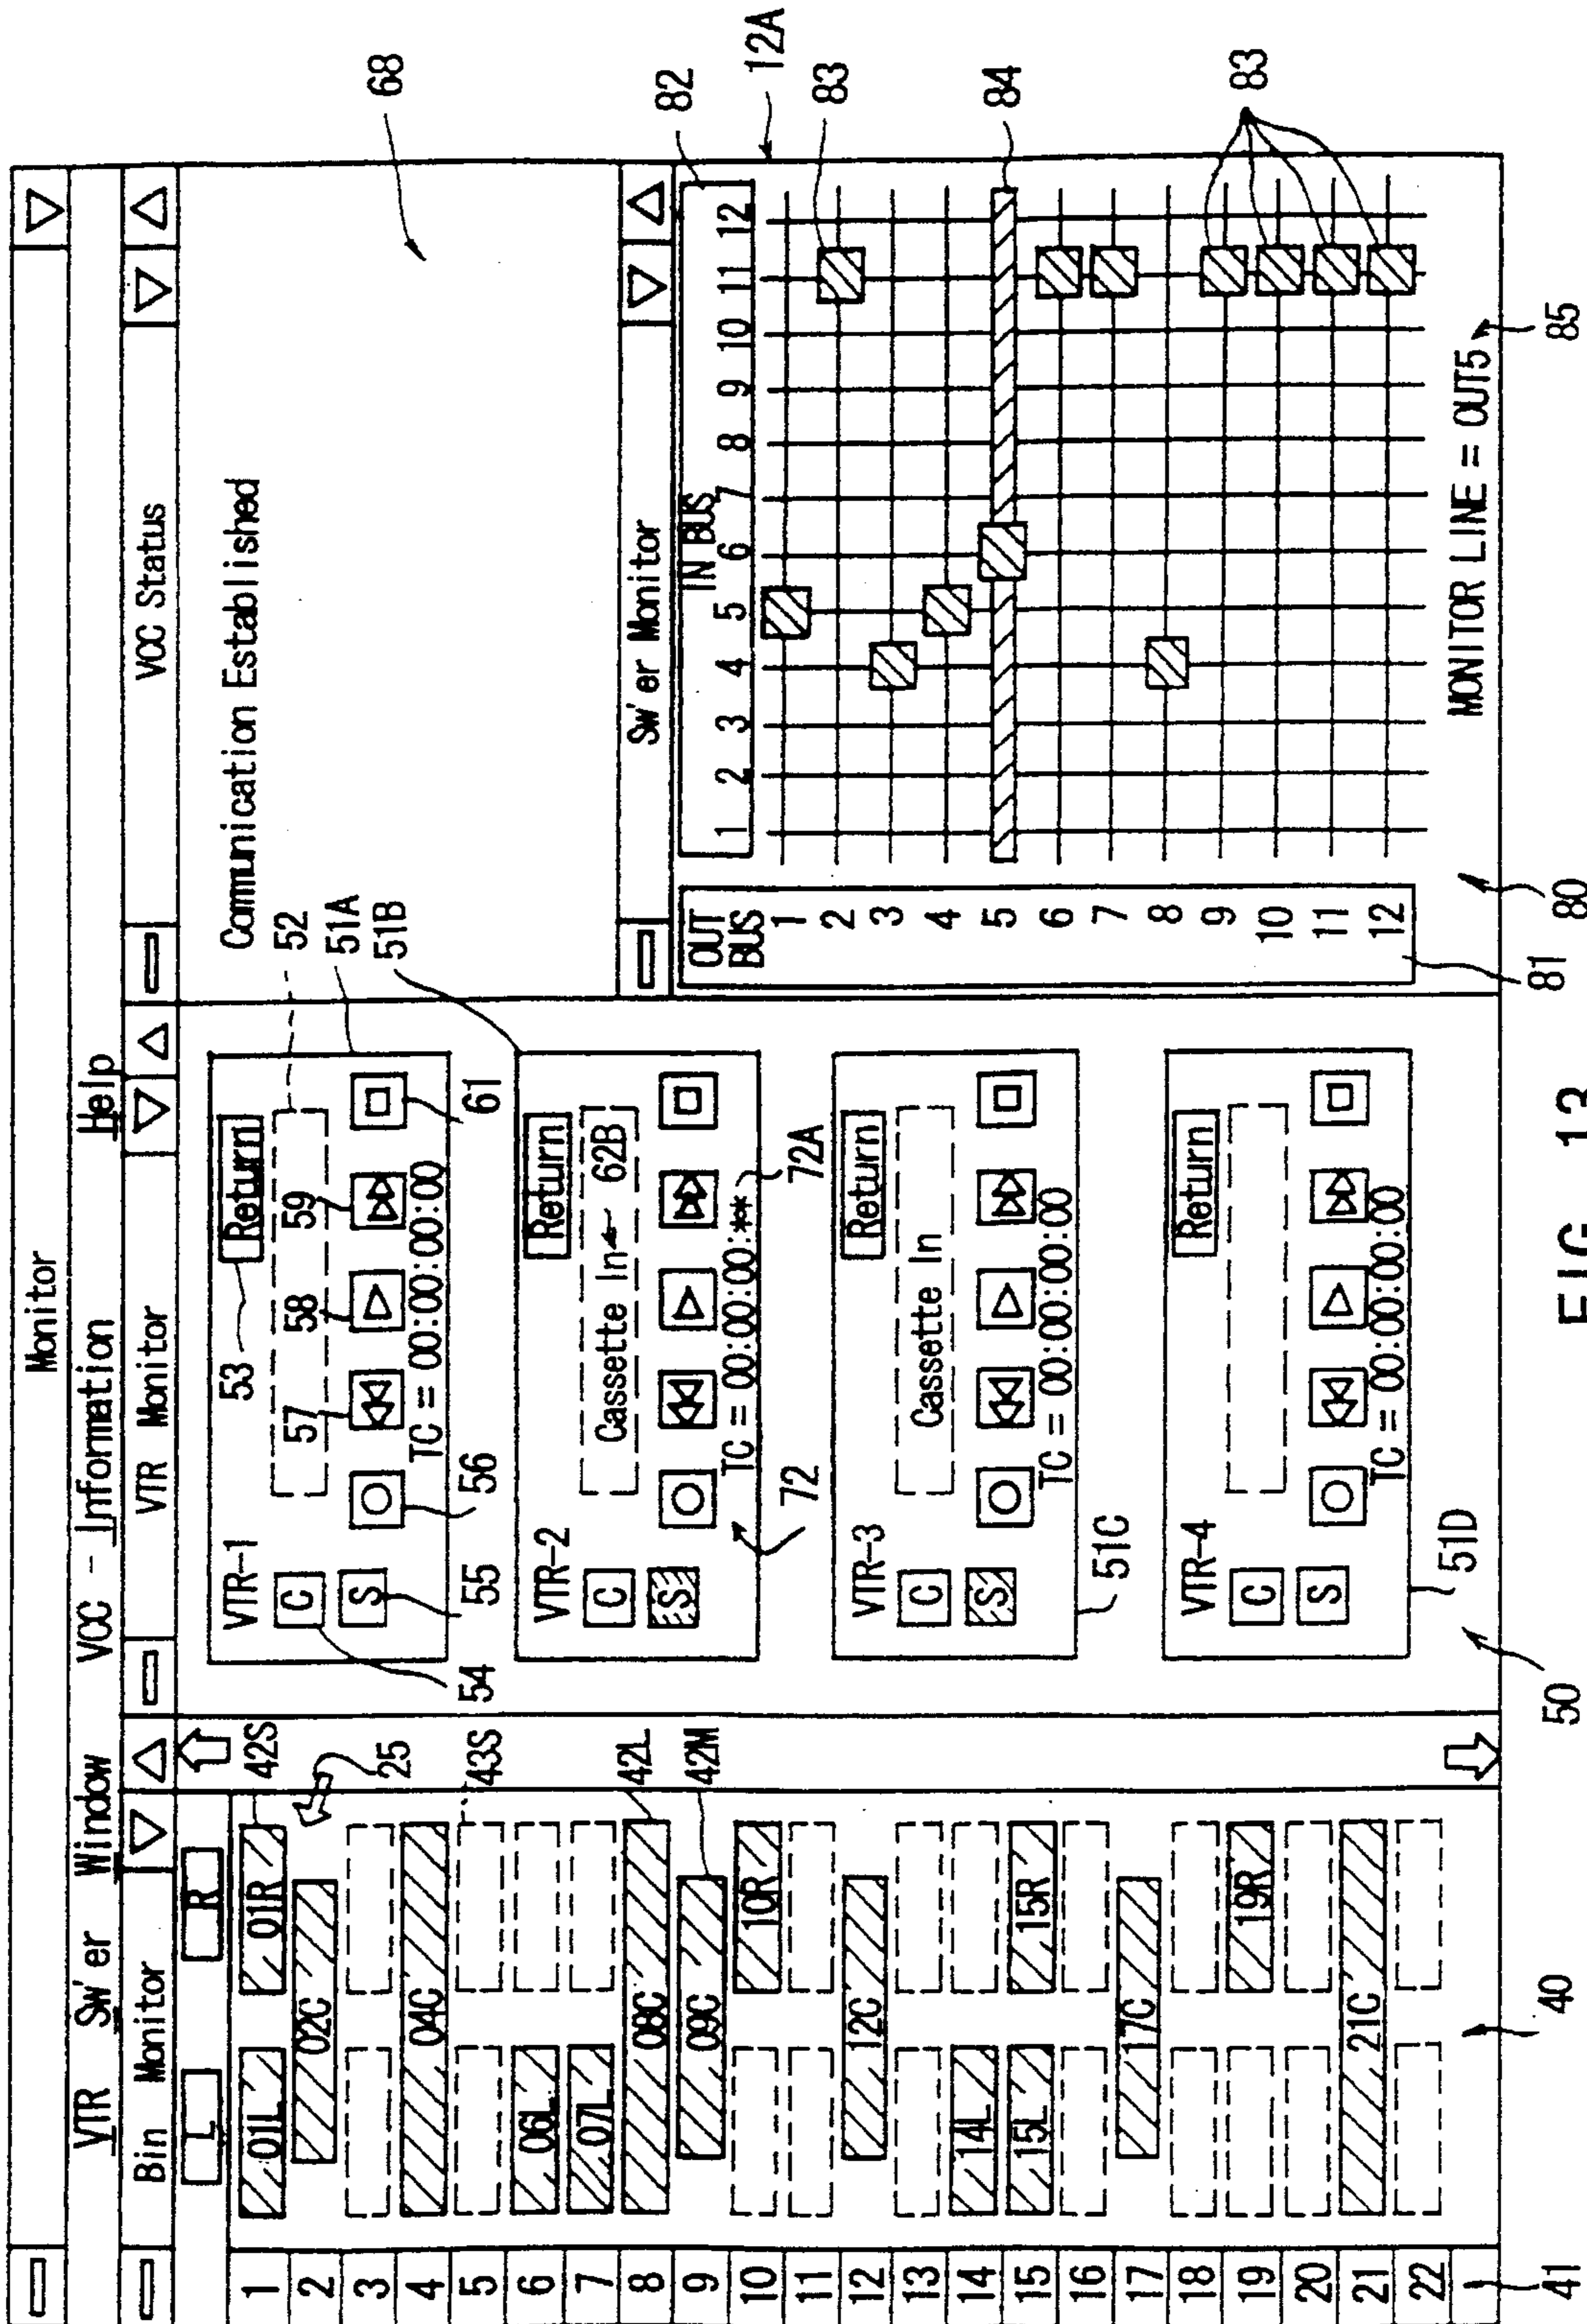 Monitor
VTR Sw'er Window VCC - Information Help
Bin Monitor
L R
1 01L 01R
2 02C
3
4 04C
5
6 06L
7 07L
8 08C
9 09C
10 10R
11
12 12C
13
14 14L
15 15L 15R
16
17 17C
18
19 19R
20
21 21C
22
42S
25
43S
42L
42M
41
40
VTR Monitor
VTR-1
53
Return
C
S
57 58 59
TC = 00:00:00:00
52
51A
51B
54
55
56
61
VTR-2
Return
C
S
Cassette In 62B
TC = 00:00:00:**
72
72A
VTR-3
Return
C
S
Cassette In
TC = 00:00:00:00
51C
VTR-4
Return
C
S
TC = 00:00:00:00
51D
50
VCC Status
Communication Established
68
Sw'er Monitor
OUT BUS
IN BUS
1 2 3 4 5 6 7 8 9 10 11 12
1
2
3
4
5
6
7
8
9
10
11
12
MONITOR LINE = OUT5
82
12A
83
84
83
81
80
85
FIG. 13